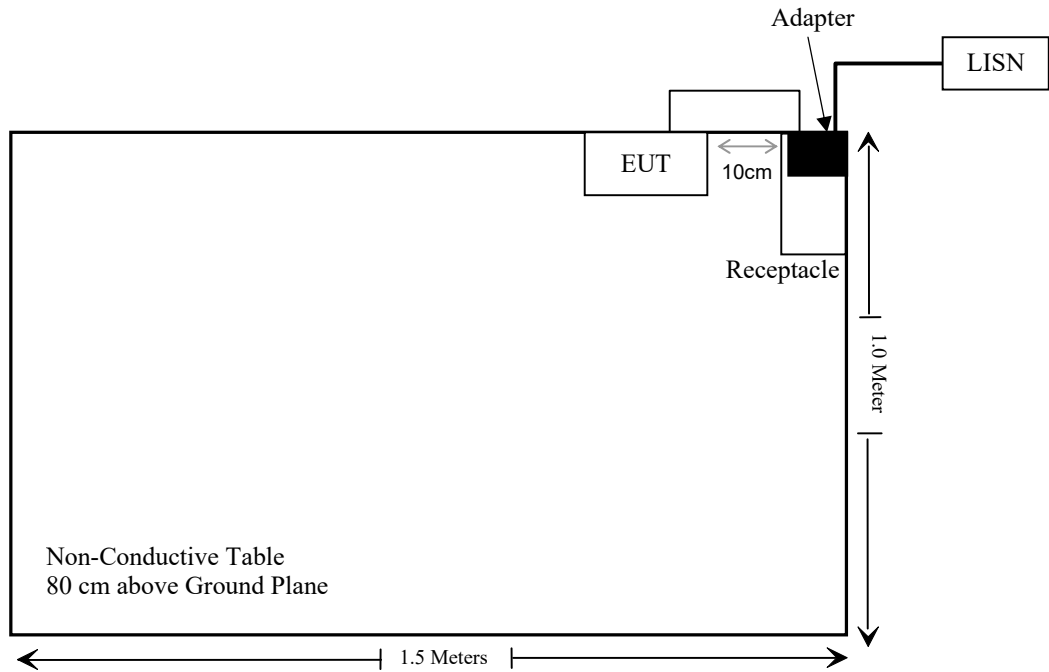 Adapter
LISN
EUT
10cm
Receptacle
1.0 Meter
Non-Conductive Table
80 cm above Ground Plane
1.5 Meters